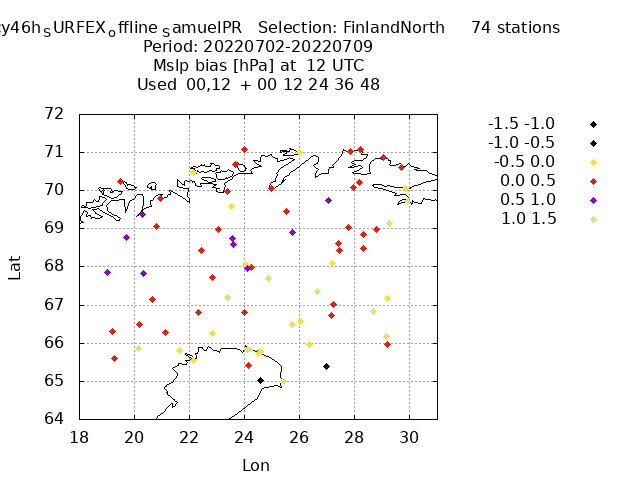 cy46h_SURFEX_offline_SamuelPR Selection: FinlandNorth 74 stations
Period: 20220702-20220709
Mslp bias [hPa] at 12 UTC
Used 00,12 + 00 12 24 36 48
72
71
70
69
68
67
66
65
64
18 20 22 24 26 28 30
Lat
Lon
-1.5 -1.0
-1.0 -0.5
-0.5 0.0
0.0 0.5
0.5 1.0
1.0 1.5